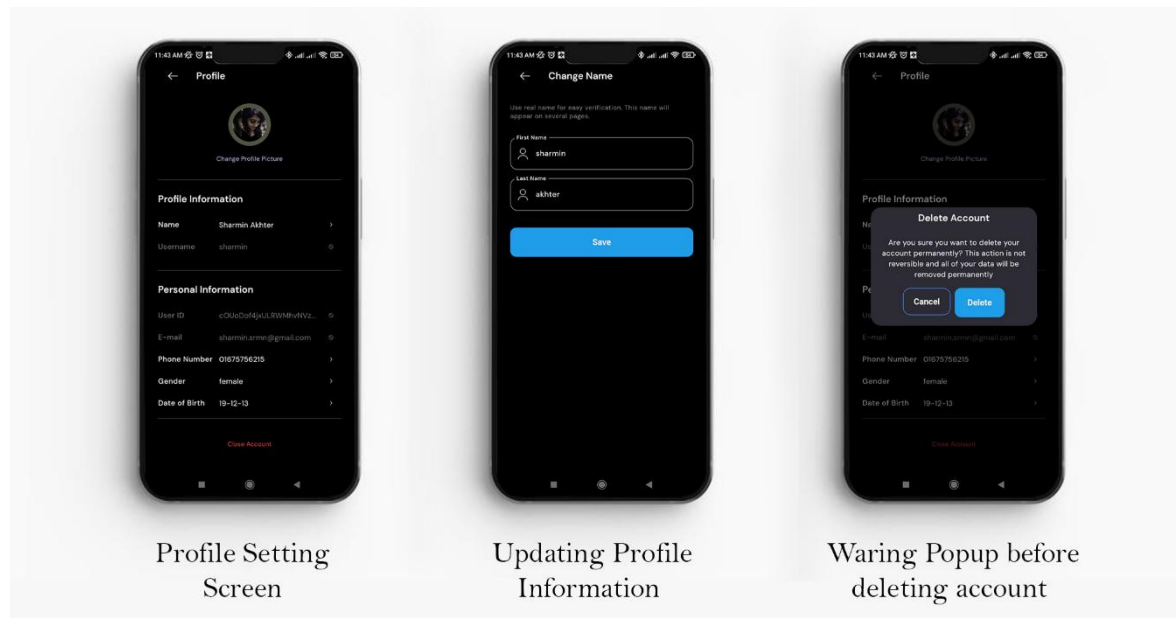 11:43 AM
Profile
Change Profile Picture
Profile Information
Name Sharmin Akhter
Username sharmin
Personal Information
User ID
E-mail sharmin.srmn@gmail.com
Phone Number 01675756215
Gender female
Date of Birth 19-12-13
Close Account
Profile Setting
Screen
11:43 AM
Change Name
Use real name for easy verification. This name will
appear on several pages.
First Name
sharmin
Last Name
akhter
Save
Updating Profile
Information
11:43 AM
Profile
Change Profile Picture
Profile Information
Delete Account
Are you sure you want to delete your
account permanently? This action is not
reversible and all of your data will be
removed permanently
Cancel Delete
E-mail sharmin.srmn@gmail.com
Phone Number 01675756215
Gender female
Date of Birth 19-12-13
Close Account
Waring Popup before
deleting account